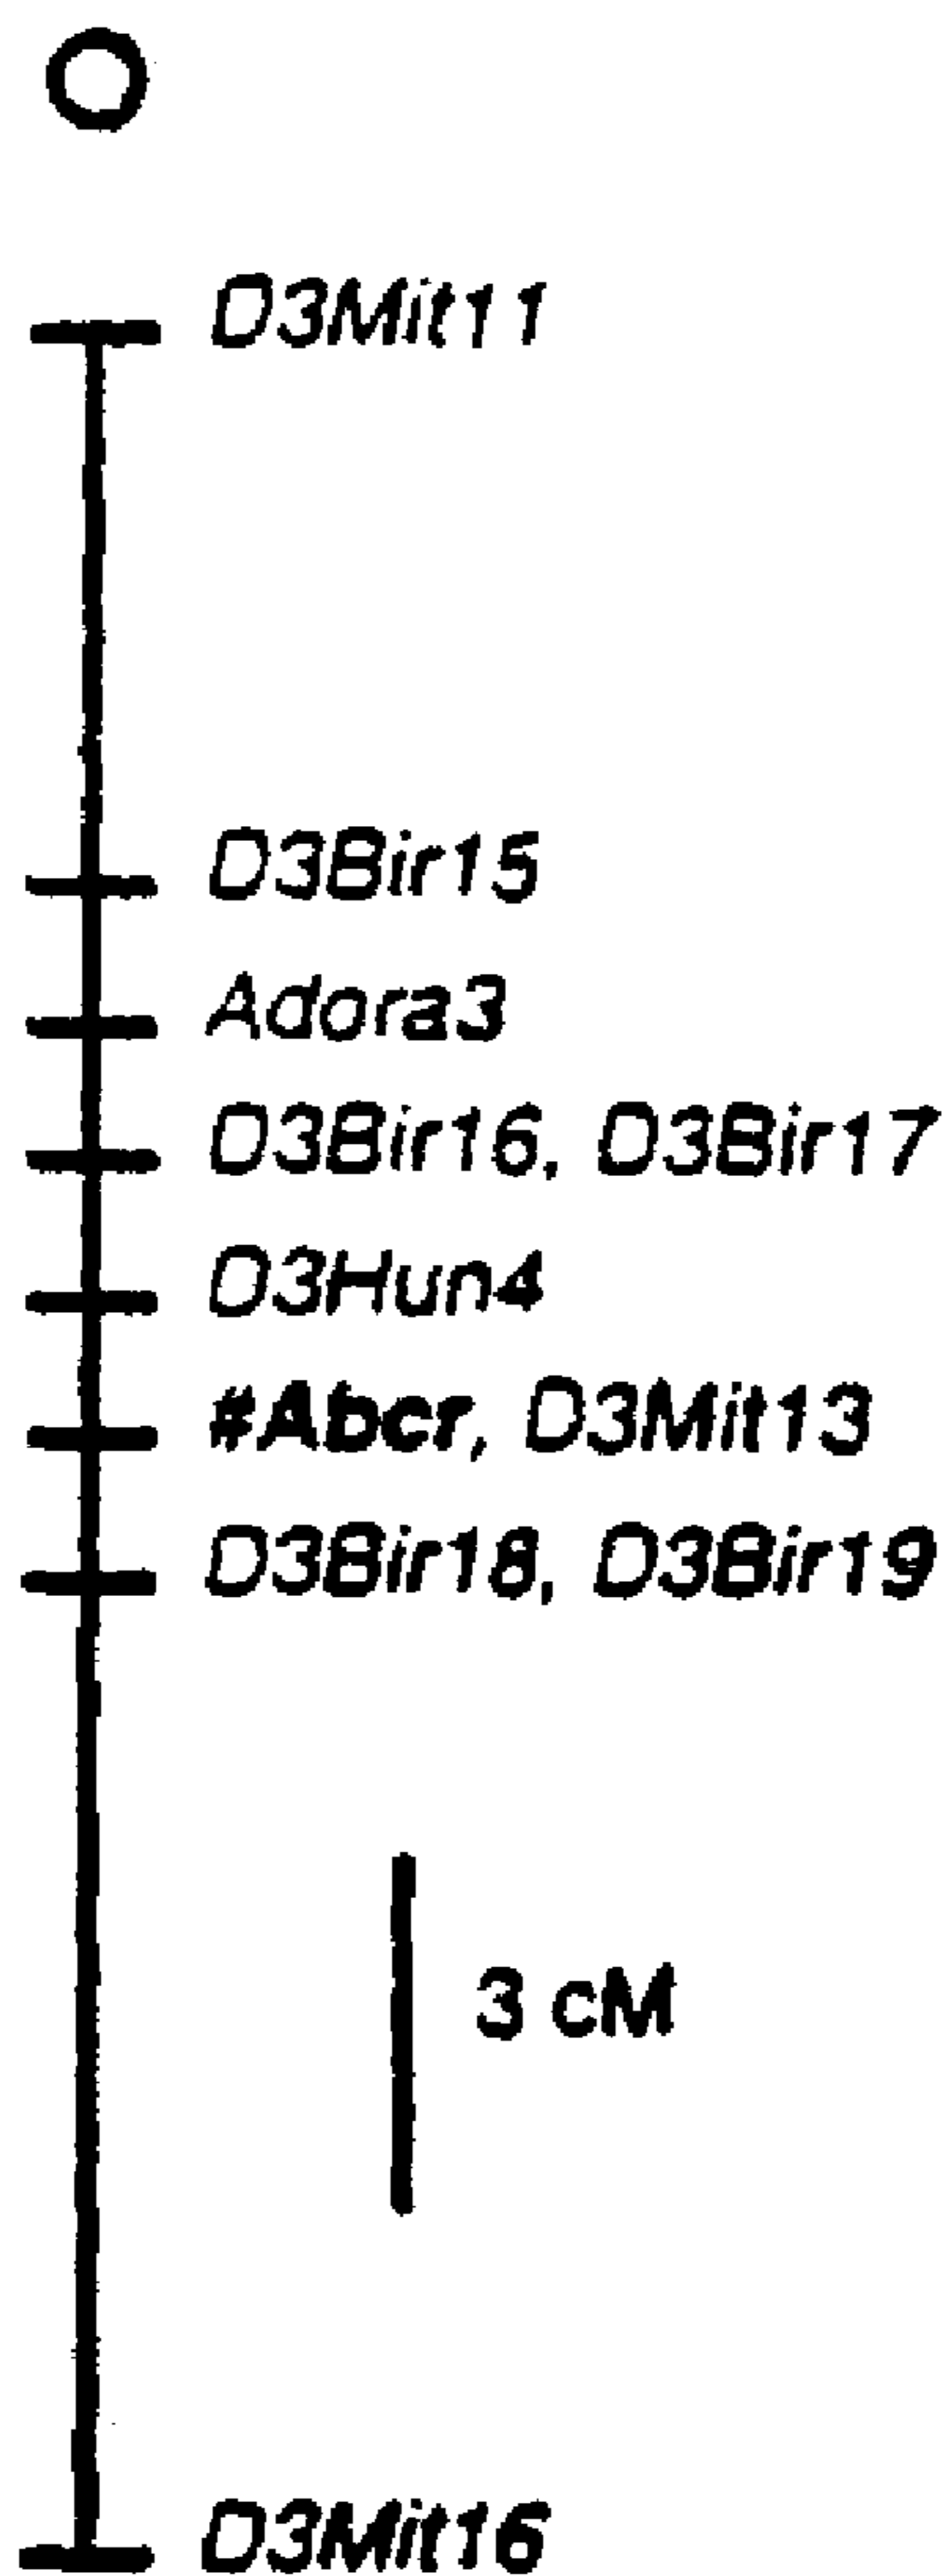 D3Mit11
D3Bir15
Adora3
D3Bir16, D3Bir17
D3Hun4
#Abcr, D3Mit13
D3Bir18, D3Bir19
3 cM
D3Mit16